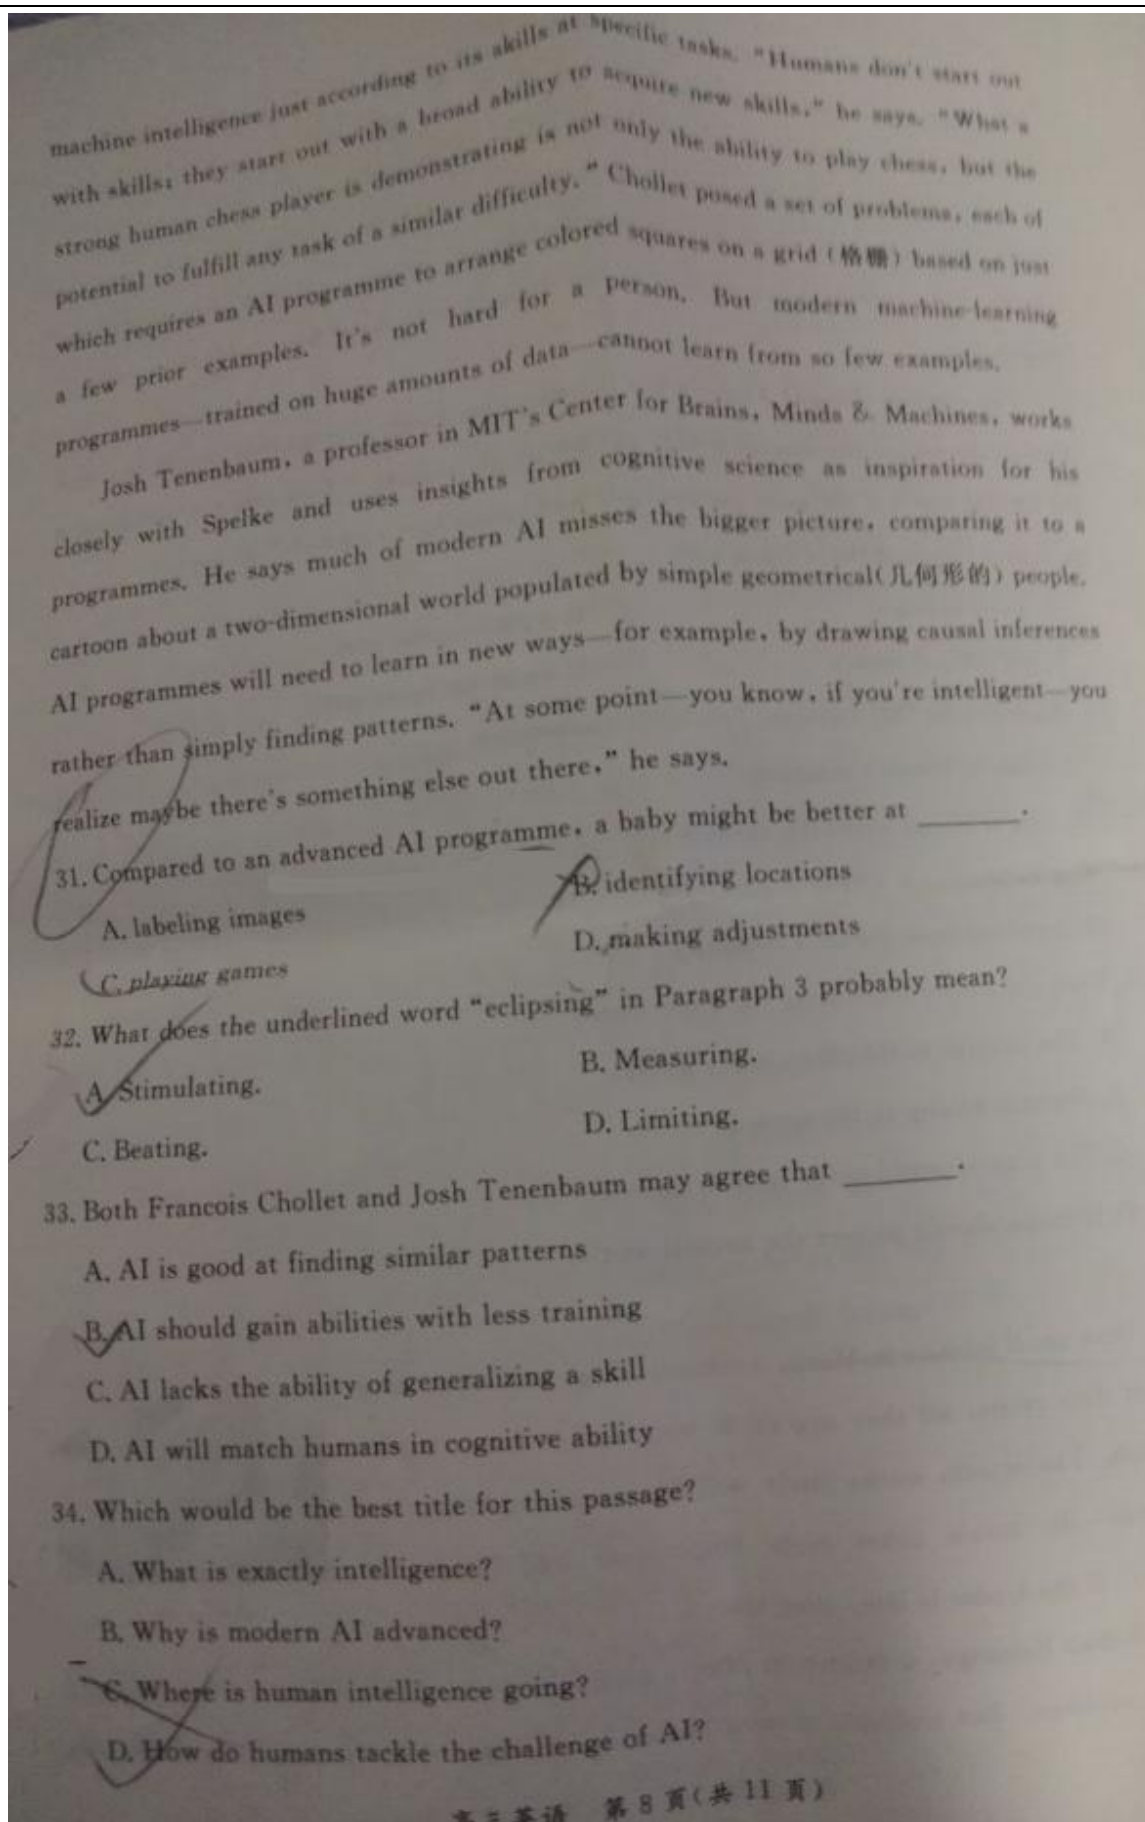 machine intelligence just according to its skills at specific tasks. "Humans don't start out
with skills; they start out with a broad ability to acquire new skills," he says. "What a
strong human chess player is demonstrating is not only the ability to play chess, but the
potential to fulfill any task of a similar difficulty." Chollet posed a set of problems, each of
which requires an AI programme to arrange colored squares on a grid (格栅) based on just
a few prior examples. It's not hard for a person. But modern machine-learning
programmes—trained on huge amounts of data—cannot learn from so few examples.
Josh Tenenbaum, a professor in MIT's Center for Brains, Minds & Machines, works
closely with Spelke and uses insights from cognitive science as inspiration for his
programmes. He says much of modern AI misses the bigger picture, comparing it to a
cartoon about a two-dimensional world populated by simple geometrical(几何形的) people.
AI programmes will need to learn in new ways—for example, by drawing causal inferences
rather than simply finding patterns. "At some point—you know, if you're intelligent—you
realize maybe there's something else out there," he says.
31. Compared to an advanced AI programme, a baby might be better at ________.
A. labeling images
B. identifying locations
C. playing games
D. making adjustments
32. What does the underlined word "eclipsing" in Paragraph 3 probably mean?
A. Stimulating.
B. Measuring.
C. Beating.
D. Limiting.
33. Both Francois Chollet and Josh Tenenbaum may agree that ________.
A. AI is good at finding similar patterns
B. AI should gain abilities with less training
C. AI lacks the ability of generalizing a skill
D. AI will match humans in cognitive ability
34. Which would be the best title for this passage?
A. What is exactly intelligence?
B. Why is modern AI advanced?
C. Where is human intelligence going?
D. How do humans tackle the challenge of AI?
高三英语 第 8 页(共 11 页)